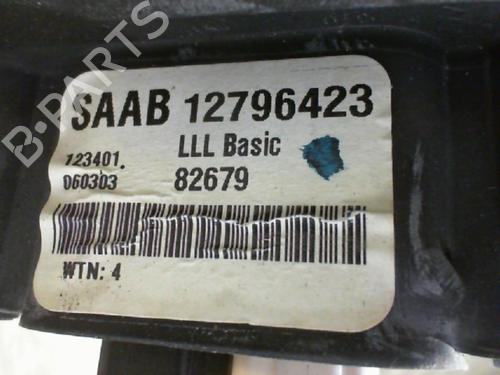 B-PARTS
SAAB 12796423
LLL Basic
123401.
060303
82679
WTN: 4